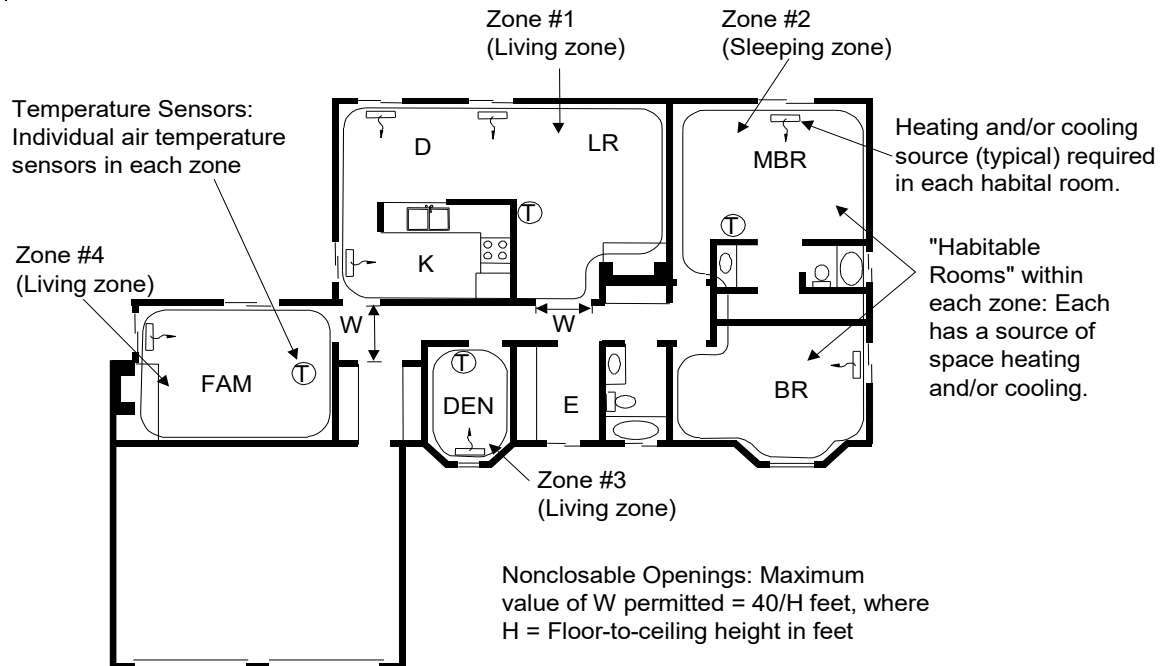 Zone #1
(Living zone)
Zone #2
(Sleeping zone)
Temperature Sensors:
Individual air temperature
sensors in each zone
Heating and/or cooling
source (typical) required
in each habital room.
D
LR
MBR
T
T
K
Zone #4
(Living zone)
"Habitable
Rooms" within
each zone: Each
has a source of
space heating
and/or cooling.
W
W
T
T
FAM
DEN
E
BR
Zone #3
(Living zone)
Nonclosable Openings: Maximum
value of W permitted = 40/H feet, where
H = Floor-to-ceiling height in feet